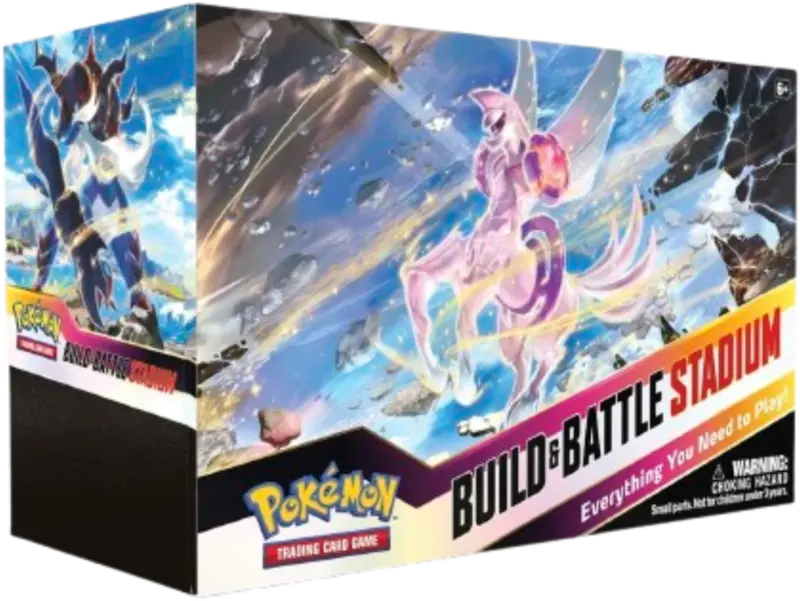 6+
POKéMON
TRADING CARD GAME
BUILD & BATTLE STADIUM
POKéMON
TRADING CARD GAME
BUILD & BATTLE STADIUM
Everything You Need to Play!
WARNING:
CHOKING HAZARD
Small parts. Not for children under 3 years.